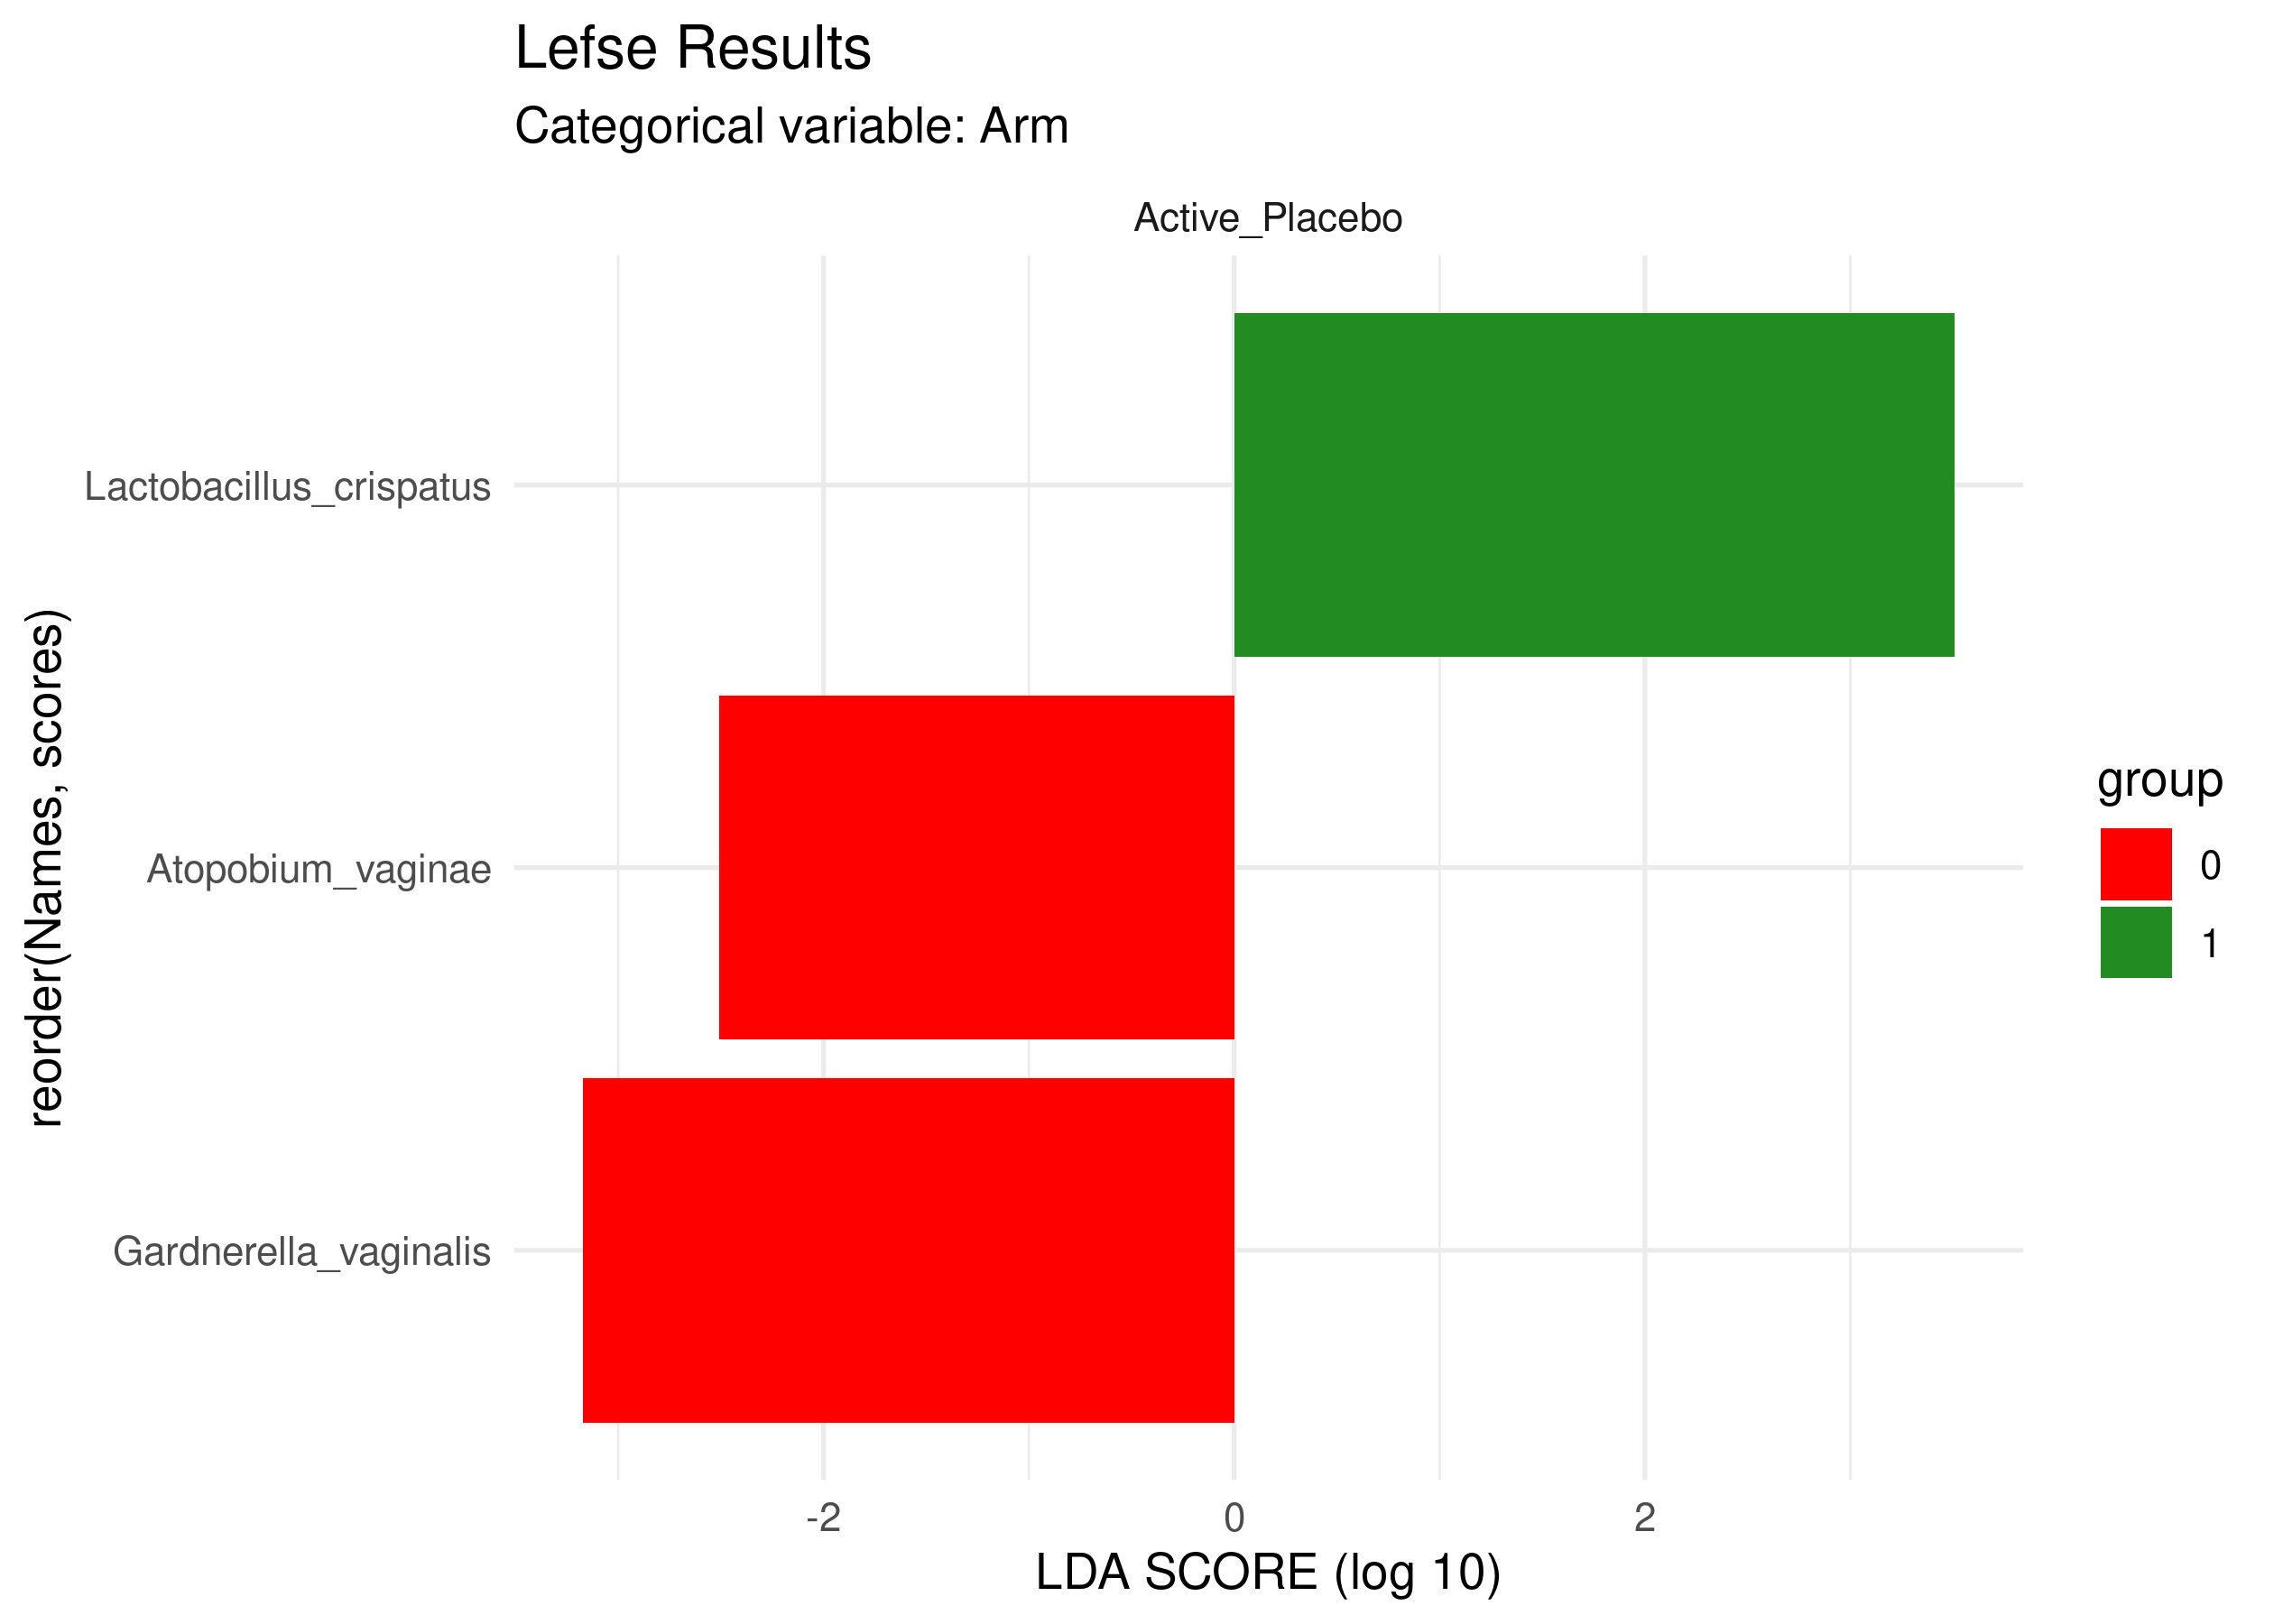 Lefse Results
Categorical variable: Arm
Active_Placebo
reorder(Names, scores)
Lactobacillus_crispatus
Atopobium_vaginae
Gardnerella_vaginalis
-2
0
2
LDA SCORE (log 10)
group
0
1